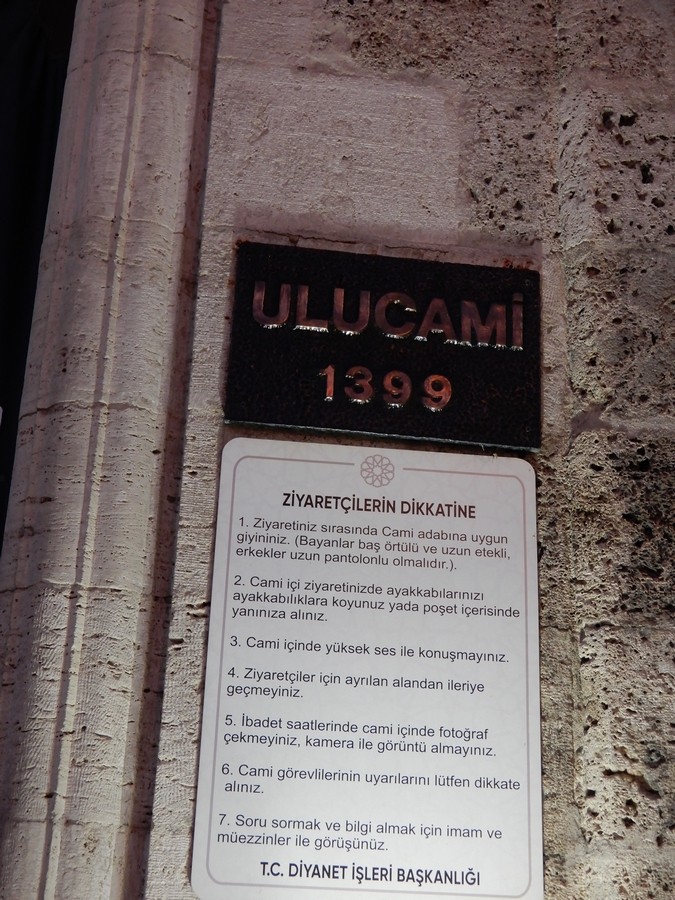 ULUCAMİ
1399
ZİYARETÇİLERİN DİKKATİNE
1. Ziyaretiniz sırasında Cami adabına uygun
giyininiz. (Bayanlar baş örtülü ve uzun etekli,
erkekler uzun pantolonlu olmalıdır.).
2. Cami içi ziyaretinizde ayakkabılarınızı
ayakkabılıklara koyunuz yada poşet içerisinde
yanınıza alınız.
3. Cami içinde yüksek ses ile konuşmayınız.
4. Ziyaretçiler için ayrılan alandan ileriye
geçmeyiniz.
5. İbadet saatlerinde cami içinde fotoğraf
çekmeyiniz, kamera ile görüntü almayınız.
6. Cami görevlilerinin uyarılarını lütfen dikkate
alınız.
7. Soru sormak ve bilgi almak için imam ve
müezzinler ile görüşünüz.
T.C. DİYANET İŞLERİ BAŞKANLIĞI